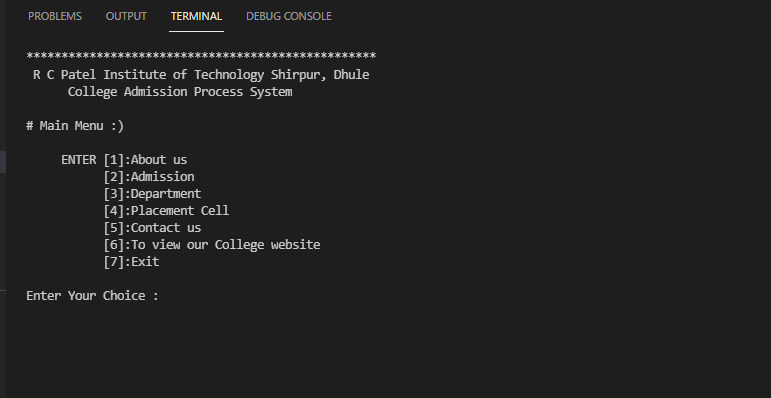 PROBLEMS OUTPUT TERMINAL DEBUG CONSOLE
**************************************************
R C Patel Institute of Technology Shirpur, Dhule
College Admission Process System
# Main Menu :)
ENTER [1]:About us
[2]:Admission
[3]:Department
[4]:Placement Cell
[5]:Contact us
[6]:To view our College website
[7]:Exit
Enter Your Choice :